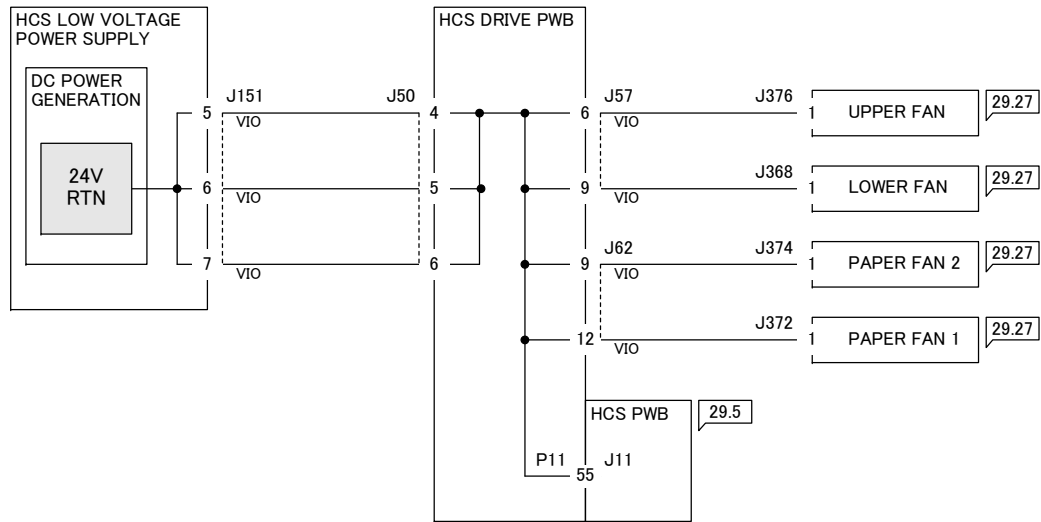 HCS LOW VOLTAGE
POWER SUPPLY
HCS DRIVE PWB
DC POWER
GENERATION
24V
RTN
5 J151 VIO J50 4
6 VIO 5
7 VIO 6
6 J57 VIO J376 1 UPPER FAN 29.27
9 VIO J368 1 LOWER FAN 29.27
9 J62 VIO J374 1 PAPER FAN 2 29.27
12 VIO J372 1 PAPER FAN 1 29.27
HCS PWB 29.5
P11 55 J11